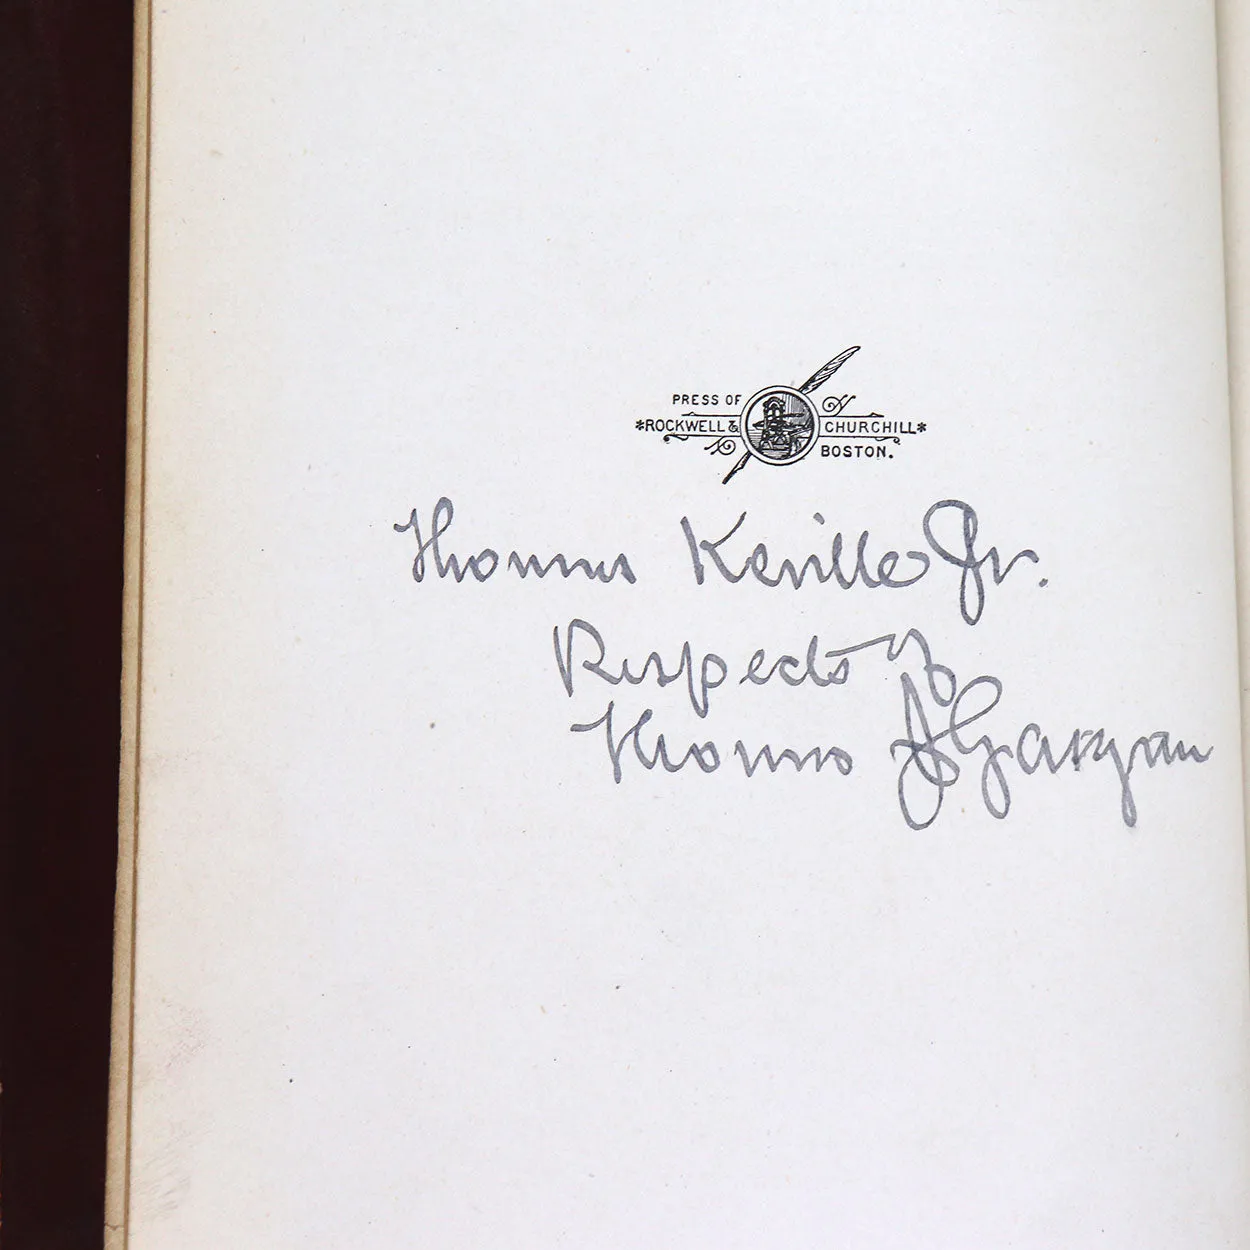 PRESS OF
*ROCKWELL & CHURCHILL*
BOSTON.
Thomas Keville Jr.
Respects of
Thomas J Gargan